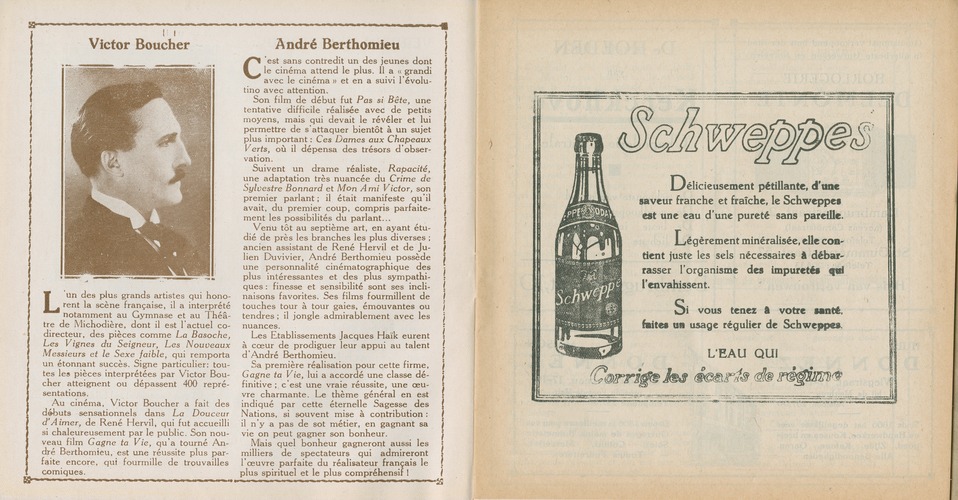 Victor Boucher
L'un des plus grands artistes qui hono-
rent la scène française, il a interprété
notamment au Gymnase et au Théâ-
tre de Michodière, dont il est l'actuel co-
directeur, des pièces comme La Basoche,
Les Vignes du Seigneur, Les Nouveaux
Messieurs et le Sexe faible, qui remporta
un étonnant succès. Signe particulier: tou-
tes les pièces interprétées par Victor Bou-
cher atteignent ou dépassent 400 repré-
sentations.
Au cinéma, Victor Boucher a fait des
débuts sensationnels dans La Douceur
d'Aimer, de René Hervil, qui fut accueilli
si chaleureusement par le public. Son nou-
veau film Gagne ta Vie, qu'a tourné An-
dré Berthomieu, est une réussite plus par-
faite encore, qui fourmille de trouvailles
comiques.
André Berthomieu
C'est sans contredit un des jeunes dont
le cinéma attend le plus. Il a « grandi
avec le cinéma » et en a suivi l'évolu-
tino avec attention.
Son film de début fut Pas si Bête, une
tentative difficile réalisée avec de petits
moyens, mais qui devait le révéler et lui
permettre de s'attaquer bientôt à un sujet
plus important : Ces Dames aux Chapeaux
Verts, où il dépensa des trésors d'obser-
vation.
Suivent un drame réaliste, Rapacité,
une adaptation très nuancée du Crime de
Sylvestre Bonnard et Mon Ami Victor, son
premier parlant ; il était manifeste qu'il
avait, du premier coup, compris parfaite-
ment les possibilités du parlant...
Venu tôt au septième art, en ayant étu-
dié de près les branches les plus diverses ;
ancien assistant de René Hervil et de Ju-
lien Duvivier, André Berthomieu possède
une personnalité cinématographique des
plus intéressantes et des plus sympathi-
ques : finesse et sensibilité sont ses incli-
naisons favorites. Ses films fourmillent de
touches tour à tour gaies, émouvantes ou
tendres ; il jongle admirablement avec les
nuances.
Les Etablissements Jacques Haïk eurent
à cœur de prodiguer leur appui au talent
d'André Berthomieu.
Sa première réalisation pour cette firme,
Gagne ta Vie, lui a accordé une classe dé-
finitive ; c'est une vraie réussite, une œu-
vre charmante. Le thème général en est
indiqué par cette éternelle Sagesse des
Nations, si souvent mise à contribution :
il n'y a pas de sot métier, en gagnant sa
vie on peut gagner son bonheur.
Mais quel bonheur gagneront aussi les
milliers de spectateurs qui admireront
l'œuvre parfaite du réalisateur français le
plus spirituel et le plus compréhensif !
Schweppes
Délicieusement pétillante, d'une
saveur franche et fraîche, le Schweppes
est une eau d'une pureté sans pareille.
Légèrement minéralisée, elle con-
tient juste les sels nécessaires à débar-
rasser l'organisme des impuretés qui
l'envahissent.
Si vous tenez à votre santé,
faites un usage régulier de Schweppes.
L'EAU QUI
Corrige les écarts de régime
Schweppe